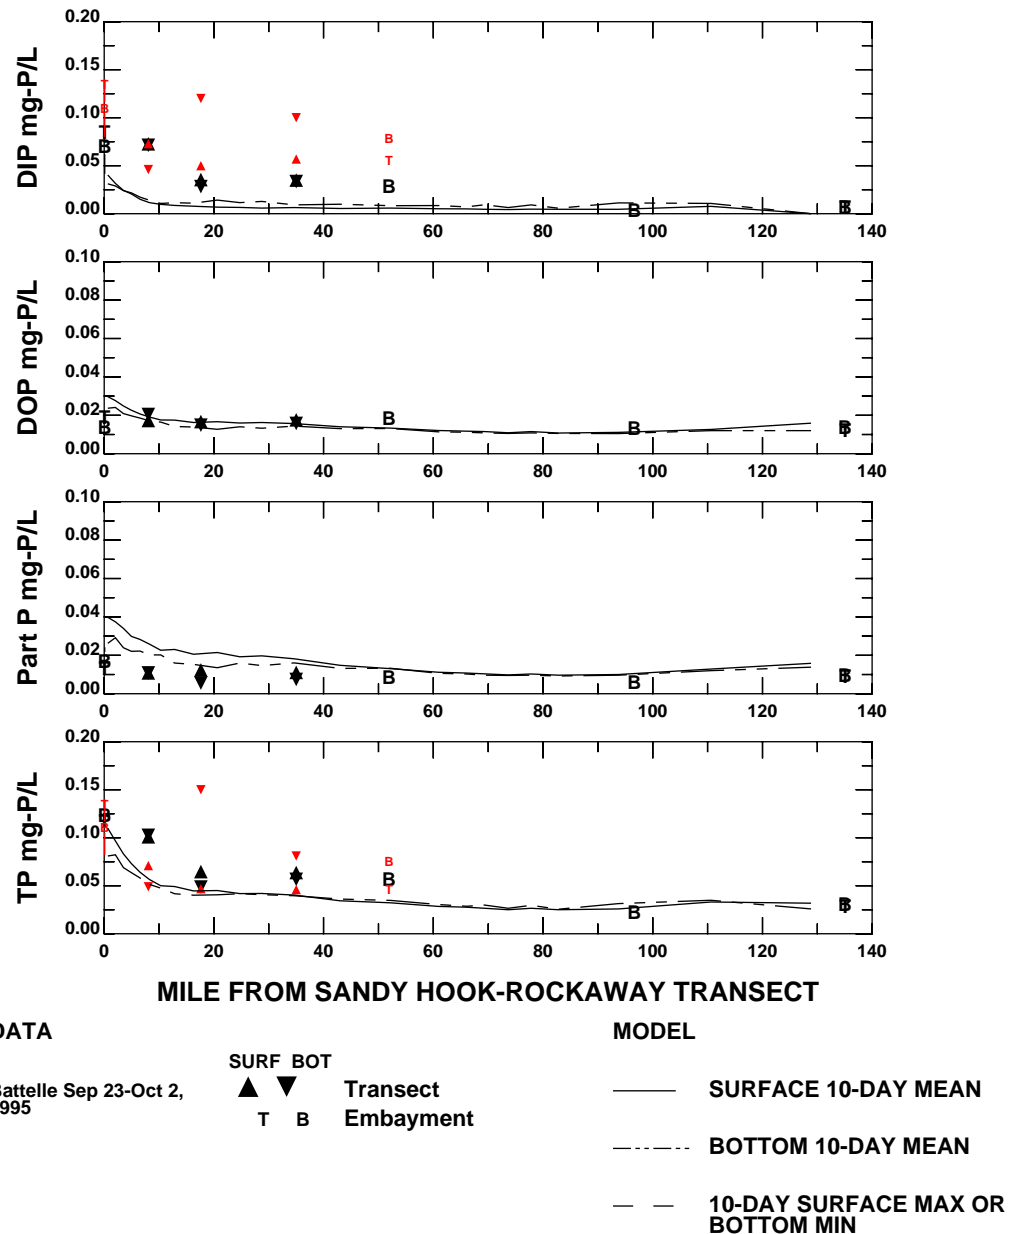 DIP mg-P/L
0.20
0.15
0.10
0.05
0.00
T
B
T
B
B
T
B
B
T
B
0 20 40 60 80 100 120 140
DOP mg-P/L
0.10
0.08
0.06
0.04
0.02
0.00
T
B
B
B
B
T
0 20 40 60 80 100 120 140
Part P mg-P/L
0.10
0.08
0.06
0.04
0.02
0.00
B
T
B
B
B
T
0 20 40 60 80 100 120 140
TP mg-P/L
0.20
0.15
0.10
0.05
0.00
T
B
B
B
B
T
B
B
T
0 20 40 60 80 100 120 140
MILE FROM SANDY HOOK-ROCKAWAY TRANSECT
DATA
MODEL
SURF BOT
Battelle Sep 23-Oct 2,
1995
Transect
T B Embayment
SURFACE 10-DAY MEAN
BOTTOM 10-DAY MEAN
10-DAY SURFACE MAX OR
BOTTOM MIN